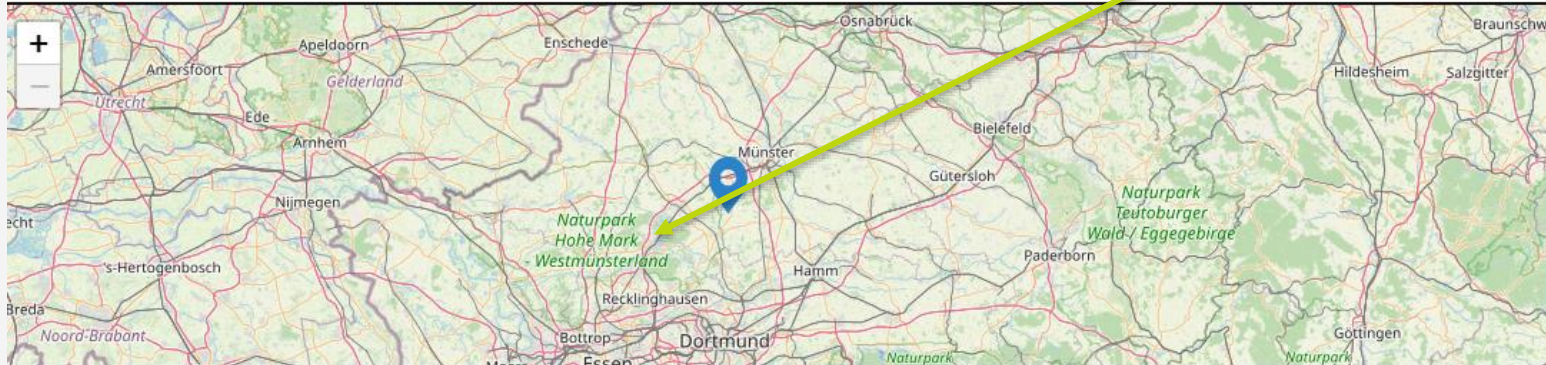 +
−
Osnabrück
Braunschw
Apeldoorn
Enschede
Amersfoort
Gelderland
Hildesheim
Salzgitter
Utrecht
Ede
Arnhem
Bielefeld
Münster
Gütersloh
Nijmegen
Naturpark
Teutoburger
Wald / Eggegebirge
echt
Naturpark
Hohe Mark
- Westmünsterland
's-Hertogenbosch
Hamm
Paderborn
Recklinghausen
Breda
Noord-Brabant
Bottrop
Dortmund
Göttingen
Essen
Naturpark
Naturpark